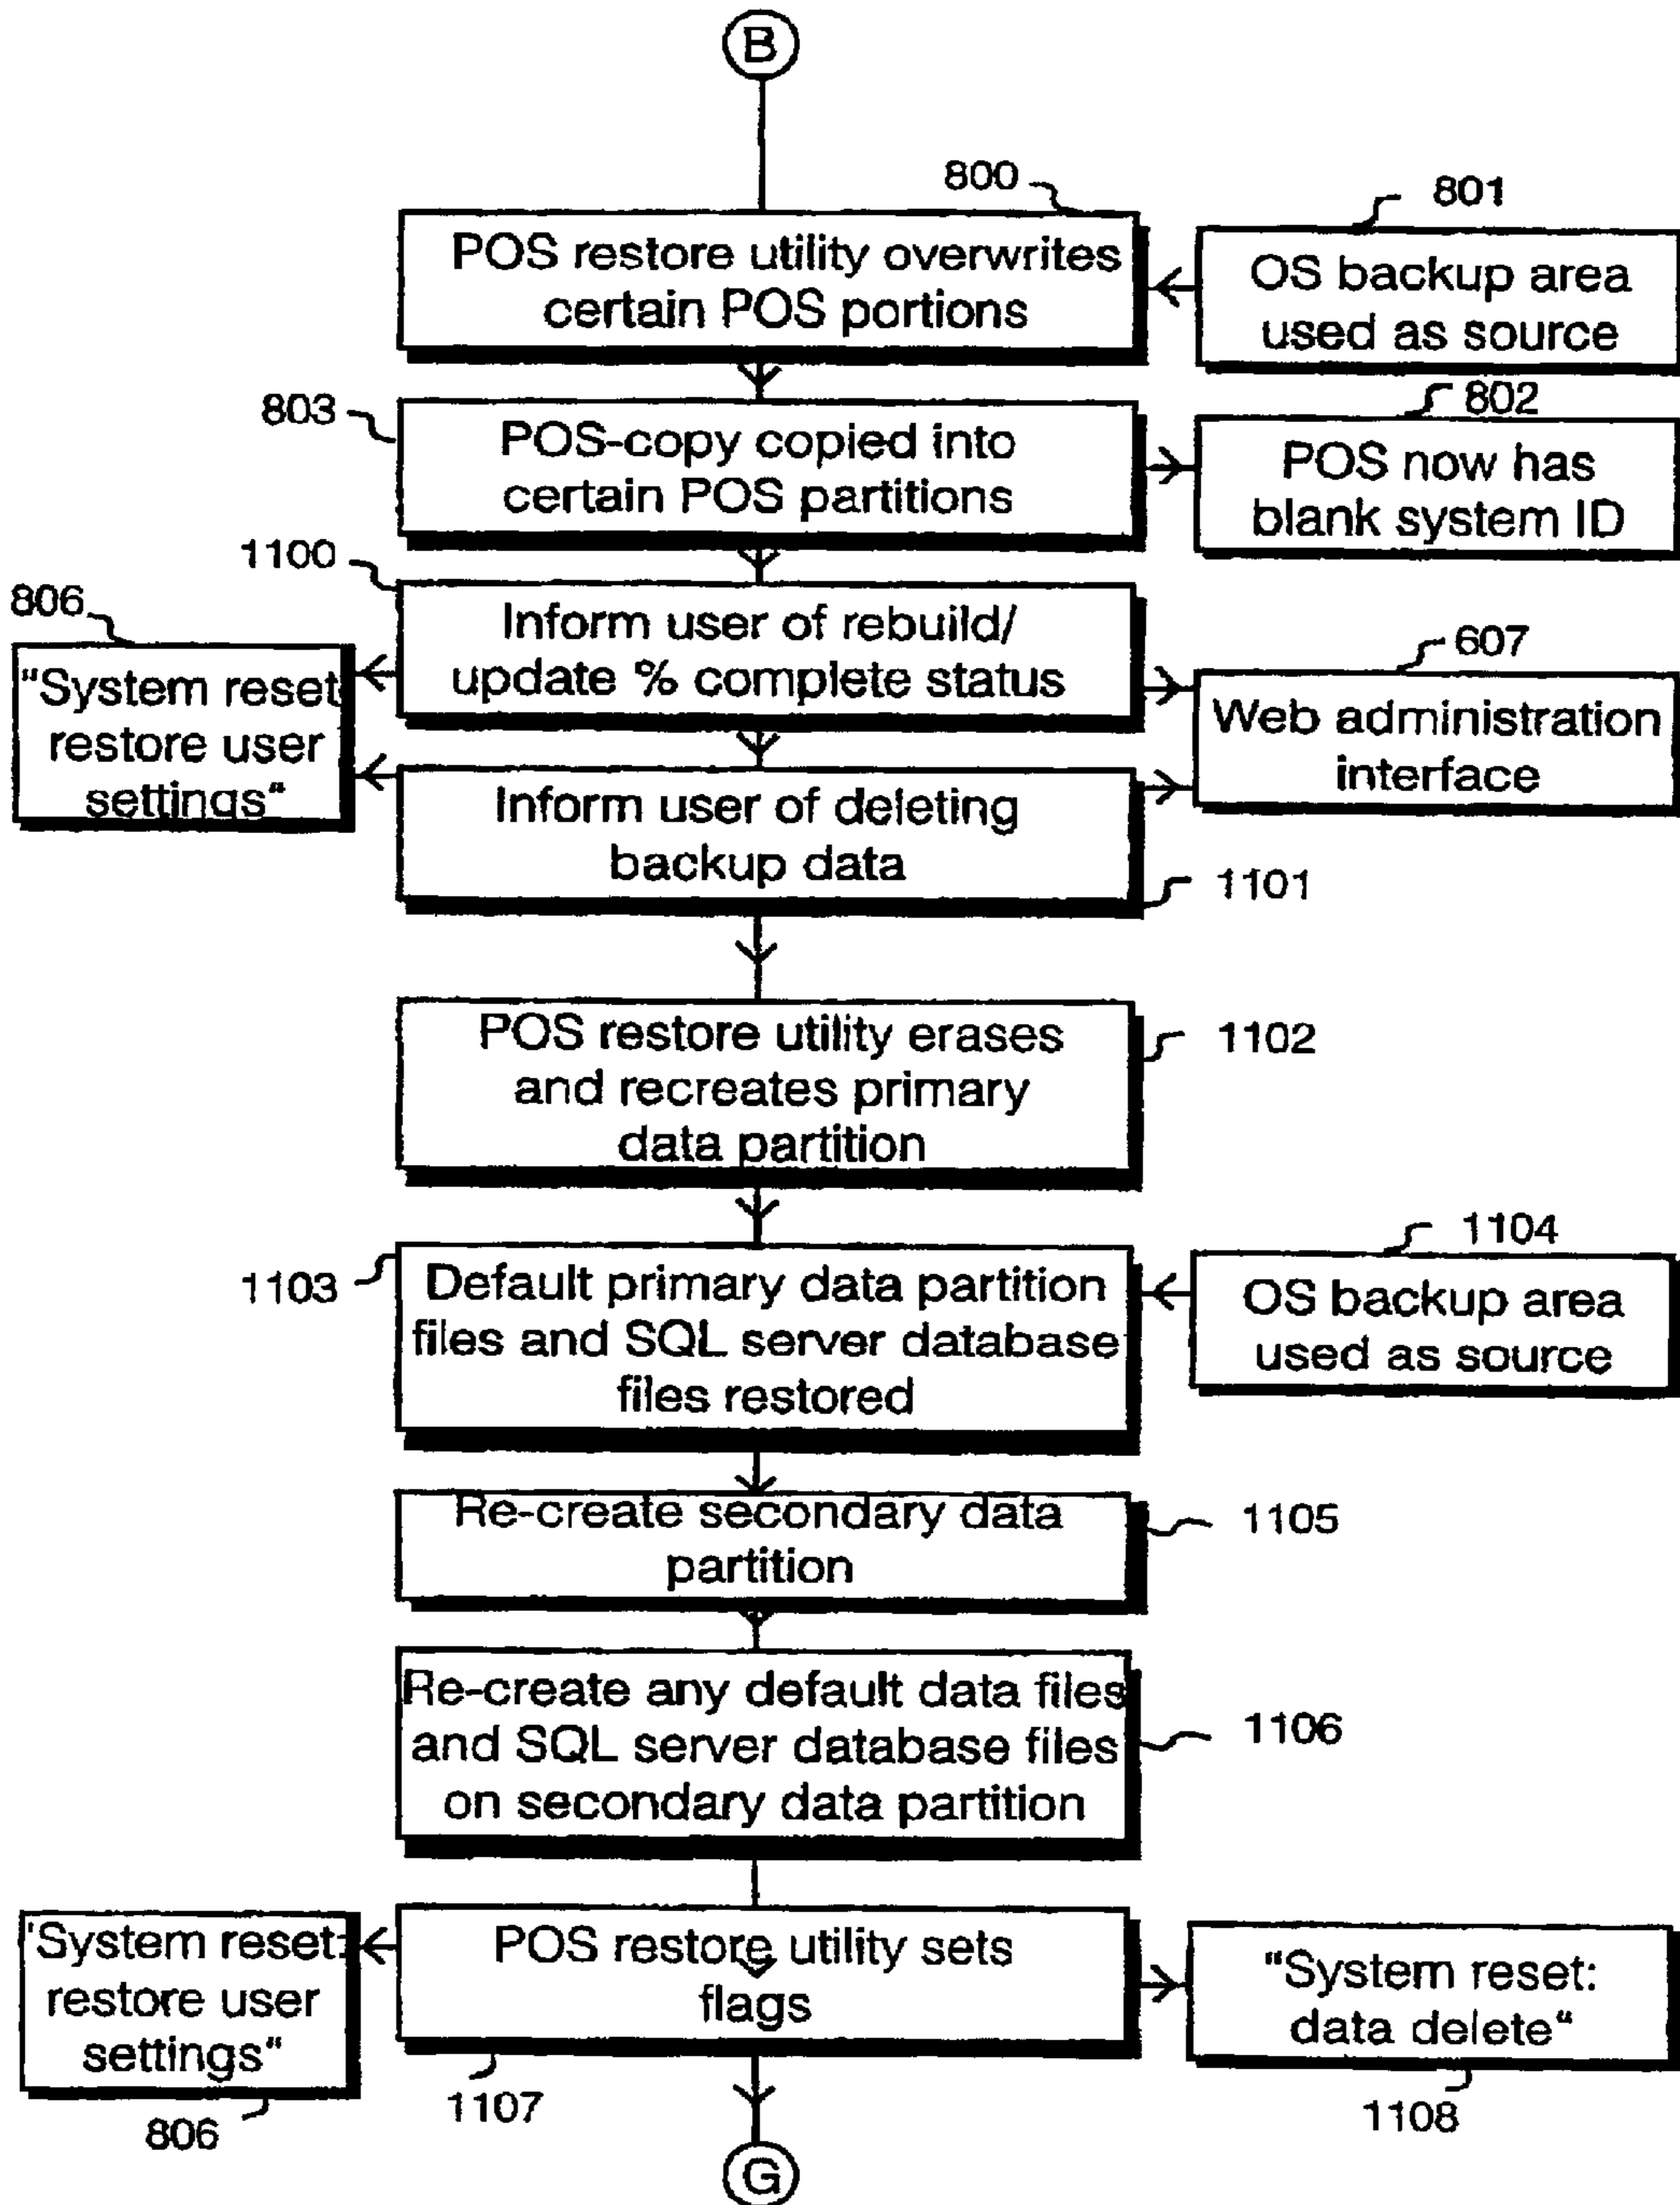 B
800
801
POS restore utility overwrites
certain POS portions
OS backup area
used as source
803
802
POS-copy copied into
certain POS partitions
POS now has
blank system ID
1100
806
Inform user of rebuild/
update % complete status
607
"System reset:
restore user
settings"
Web administration
interface
Inform user of deleting
backup data
1101
POS restore utility erases
and recreates primary
data partition
1102
1104
1103
Default primary data partition
files and SQL server database
files restored
OS backup area
used as source
Re-create secondary data
partition
1105
Re-create any default data files
and SQL server database files
on secondary data partition
1106
"System reset:
restore user
settings"
POS restore utility sets
flags
"System reset:
data delete"
806
1107
1108
G